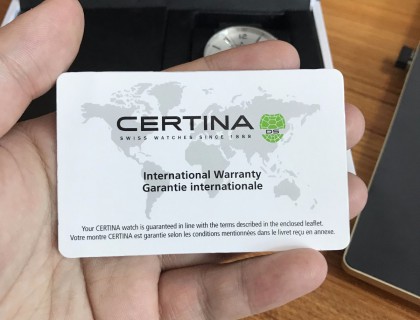 CERTINA
DS
SWISS WATCHES SINCE 1888
International Warranty
Garantie internationale
Your CERTINA watch is guaranteed in line with the terms described in the enclosed leaflet.
Votre montre CERTINA est garantie selon les conditions mentionnées dans le livret reçu en annexe.